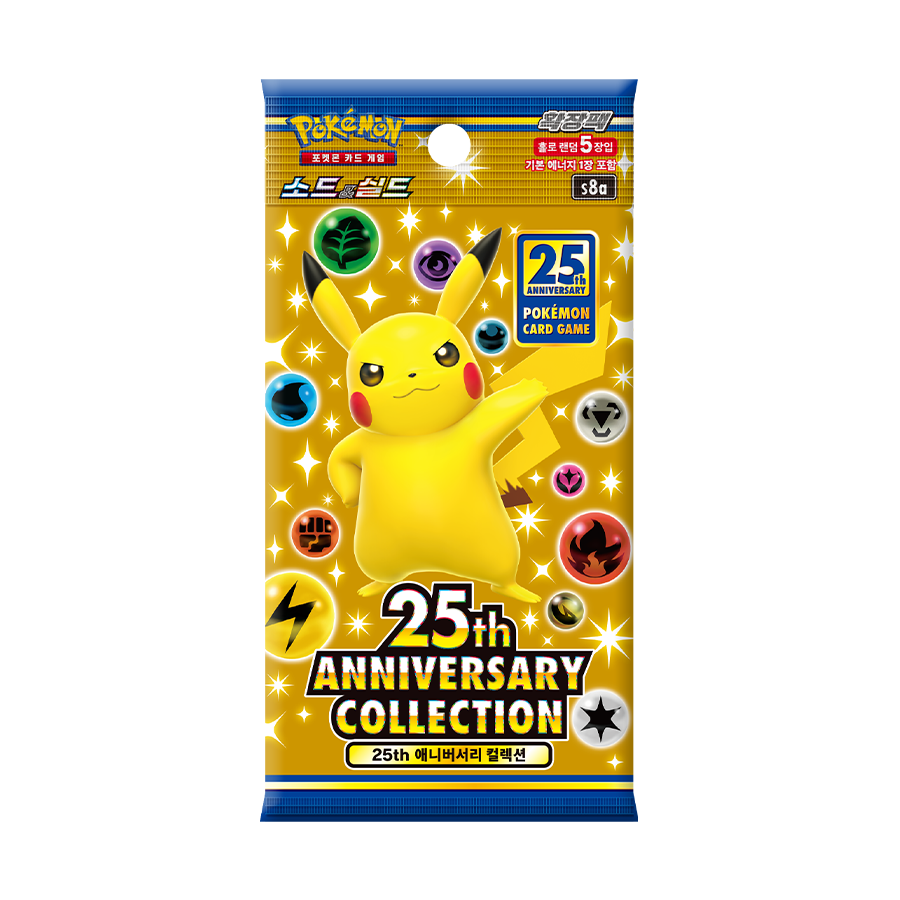 POKÉMON
포켓몬 카드 게임
소드&실드
확장팩
홀로 랜덤 5장입
기본 에너지 1장 포함
S8a
25th
ANNIVERSARY
POKÉMON
CARD GAME
25th
ANNIVERSARY
COLLECTION
25th 애니버서리 컬렉션